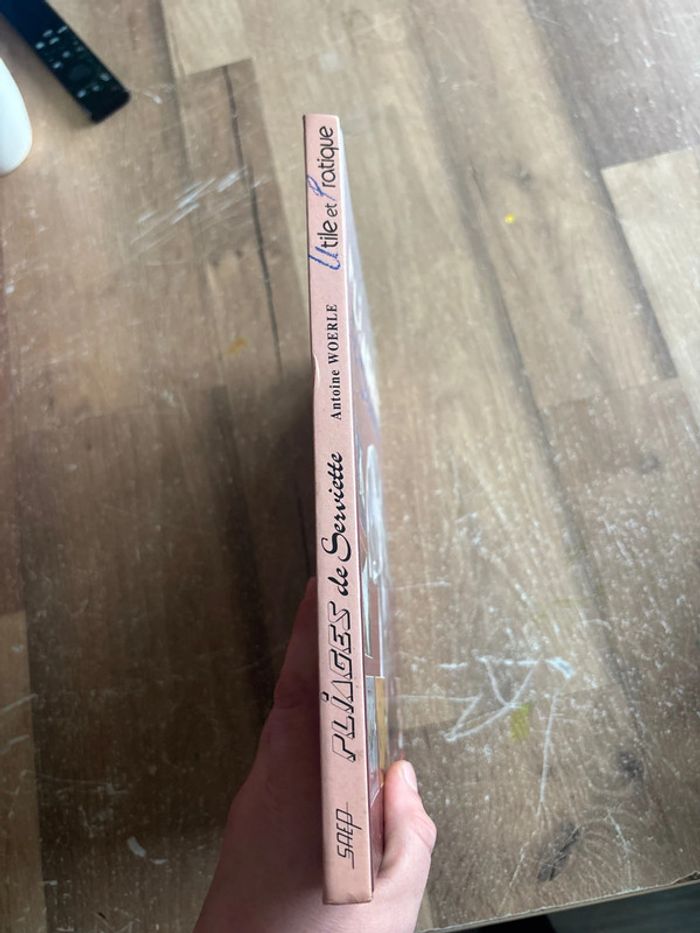 SAEP
PLIAGES de Serviette
Antoine WOERLE
Utile et Pratique